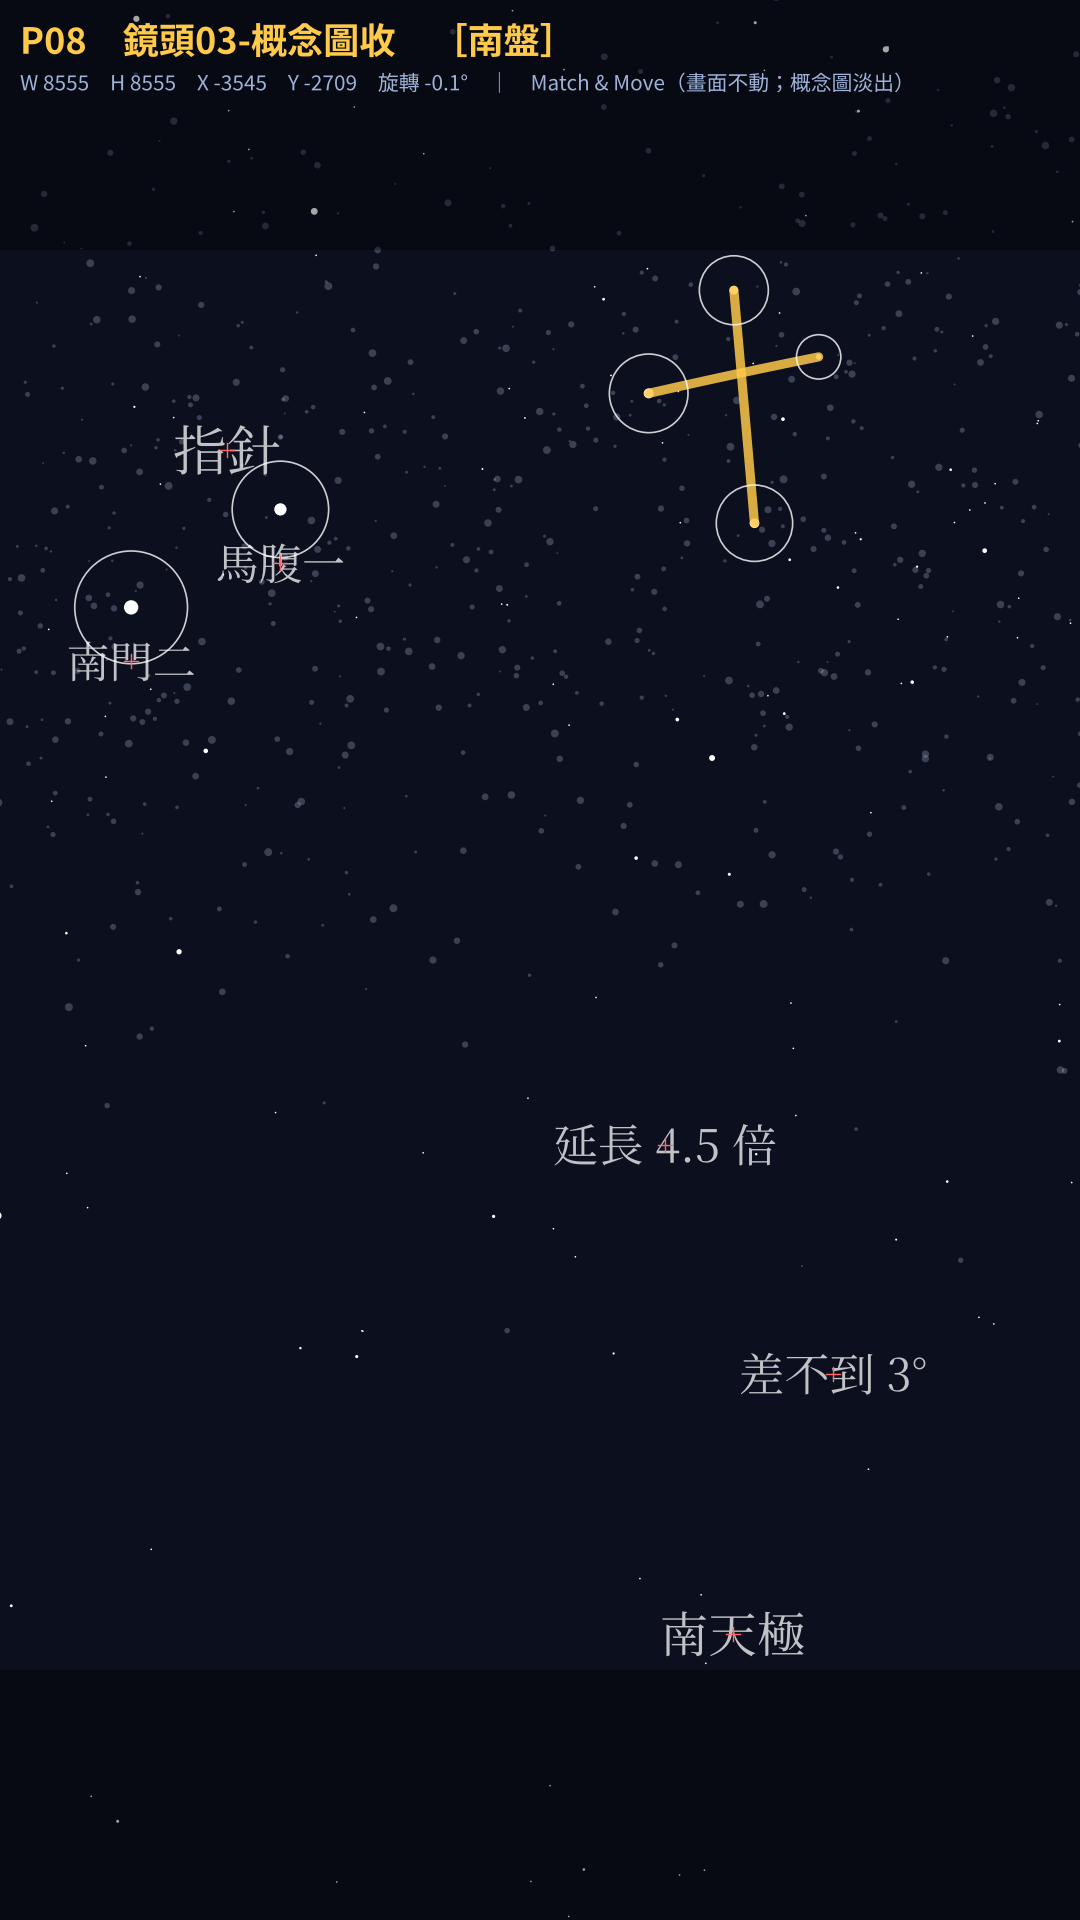 P08 鏡頭03-概念圖收 [南盤]
W 8555 H 8555 X -3545 Y -2709 旋轉 -0.1° ｜ Match & Move（畫面不動；概念圖淡出）
指針
馬腹一
南門二
延長 4.5 倍
差不到 3°
南天極